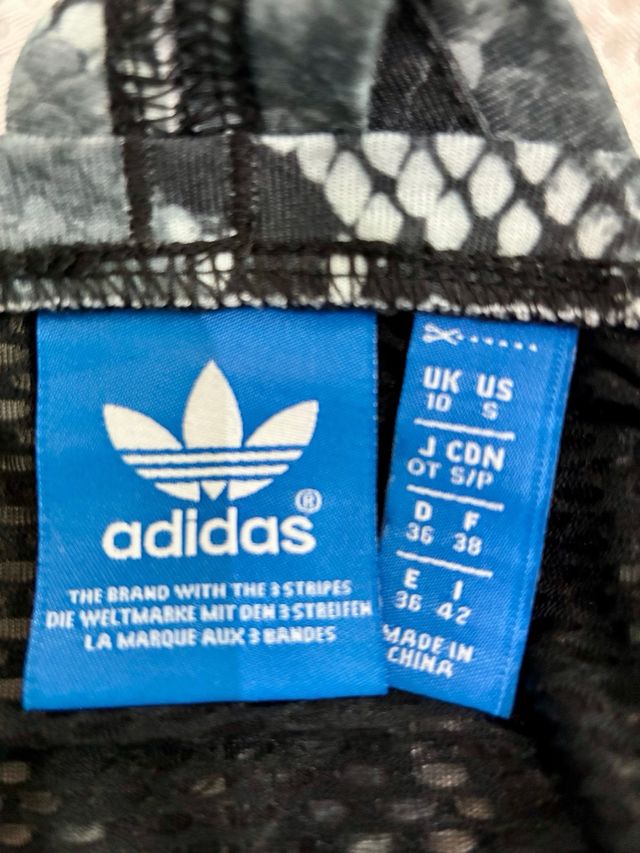 adidas®
THE BRAND WITH THE 3 STRIPES
DIE WELTMARKE MIT DEN 3 STREIFEN
LA MARQUE AUX 3 BANDES
UK US
10 S
J CDN
OT S/P
D F
36 38
E I
36 42
MADE IN
CHINA